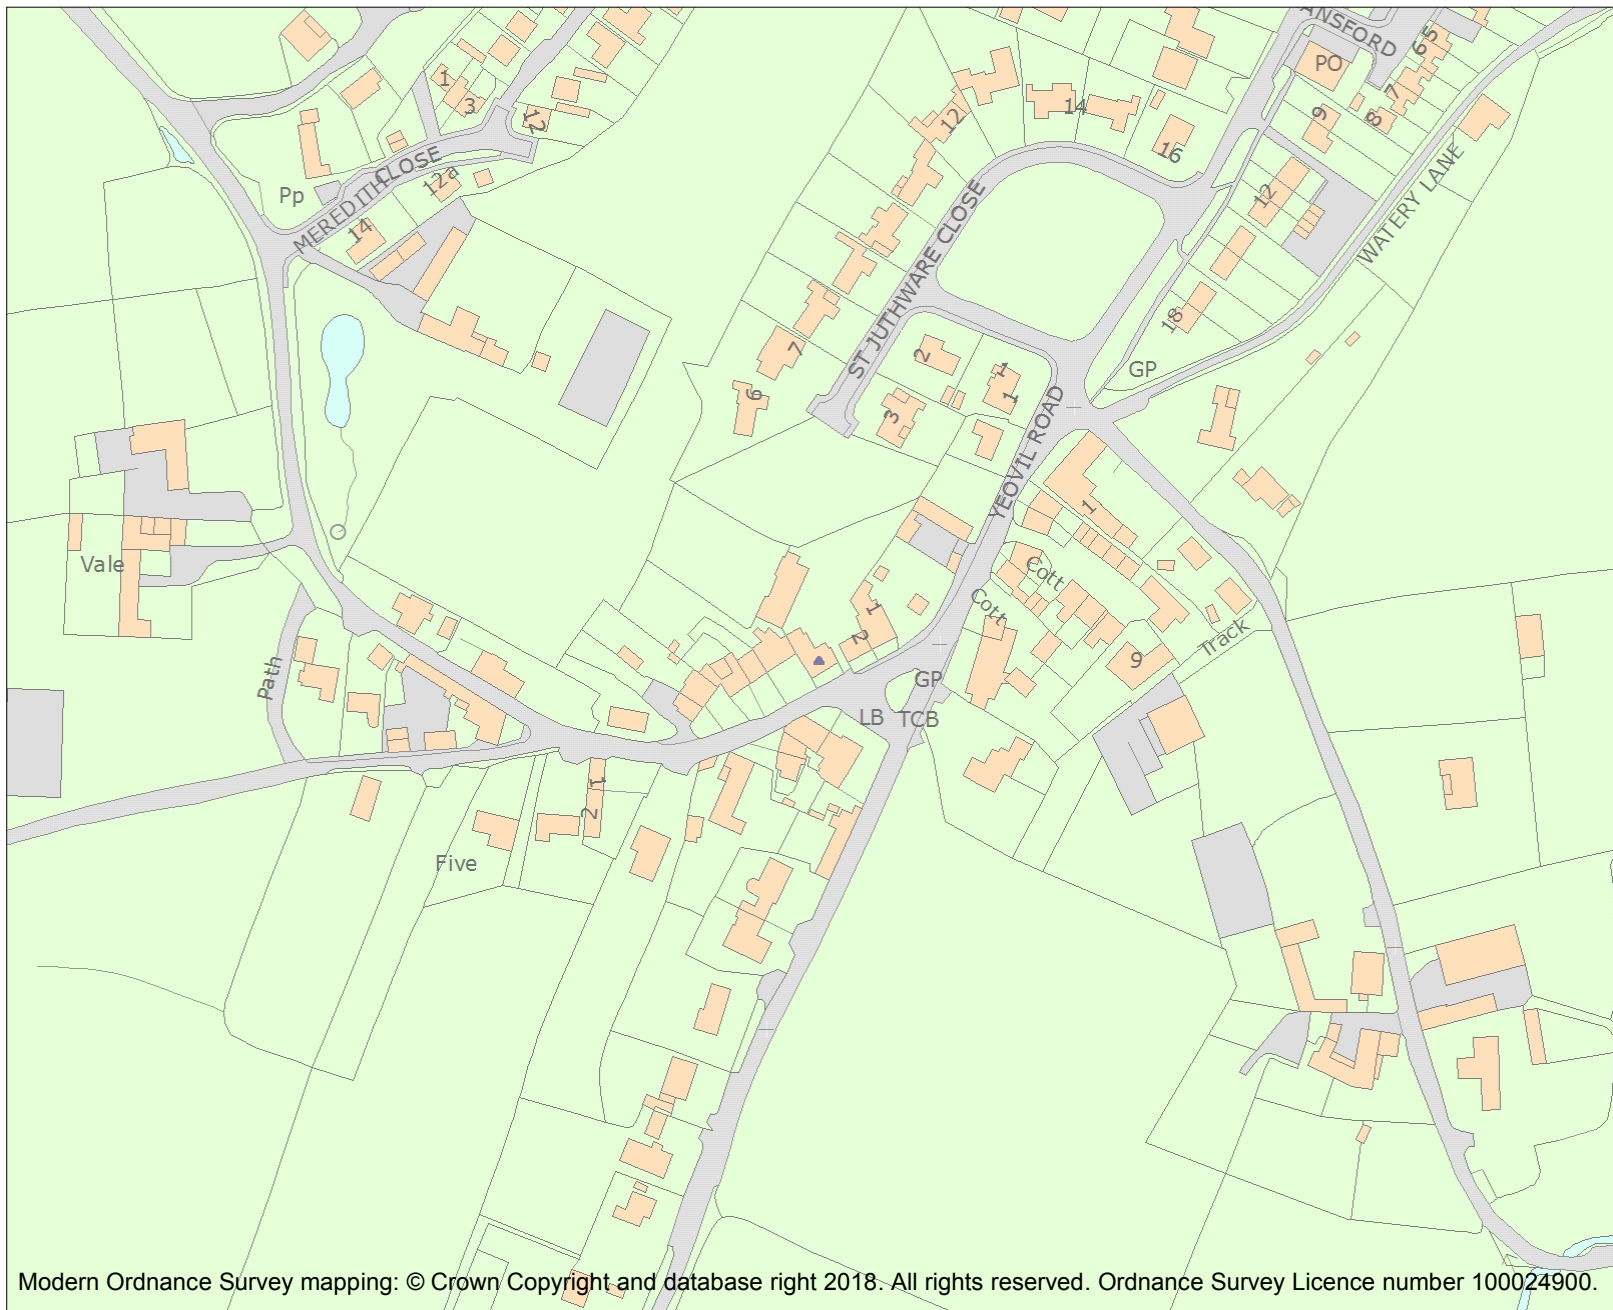 ANSFORD
5
6
PO
7
8
9
1
3
12
12
14
16
MEREDITH CLOSE
12a
Pp
14
12
WATERY LANE
ST JUTHWARE CLOSE
18
7
2
1
1
GP
6
3
YEOVIL ROAD
1
Vale
Cott
Cott
1
2
Track
9
Path
GP
LB
TCB
1
2
Five
Modern Ordnance Survey mapping: © Crown Copyright and database right 2018. All rights reserved. Ordnance Survey Licence number 100024900.